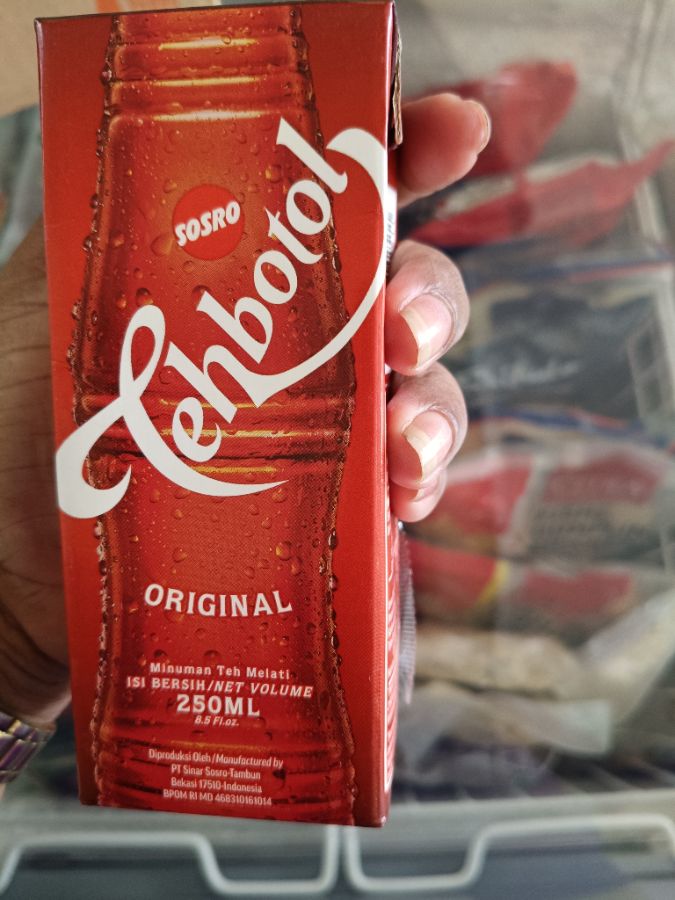 SOSRO
Tehbotol
ORIGINAL
Minuman Teh Melati
ISI BERSIH/NET VOLUME
250ML
8.5 Fl.oz.
Diproduksi Oleh/Manufactured by
PT Sinar Sosro-Tambun
Bekasi 17510-Indonesia
BPOM RI MD 468310161014